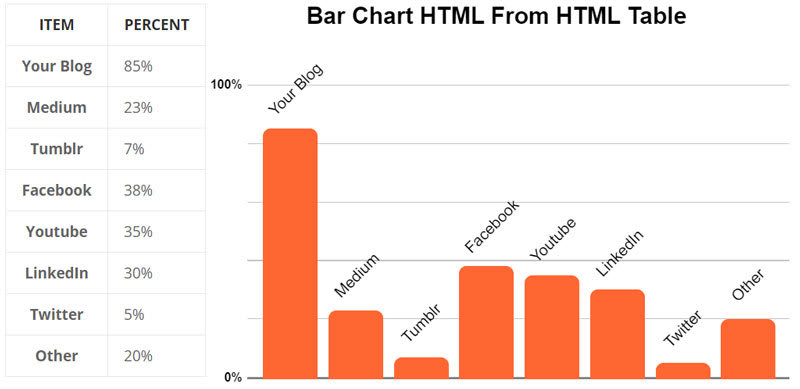 Bar Chart HTML From HTML Table
ITEM PERCENT
Your Blog 85%
Medium 23%
Tumblr 7%
Facebook 38%
Youtube 35%
LinkedIn 30%
Twitter 5%
Other 20%
100%
0%
Your Blog
Medium
Tumblr
Facebook
Youtube
LinkedIn
Twitter
Other